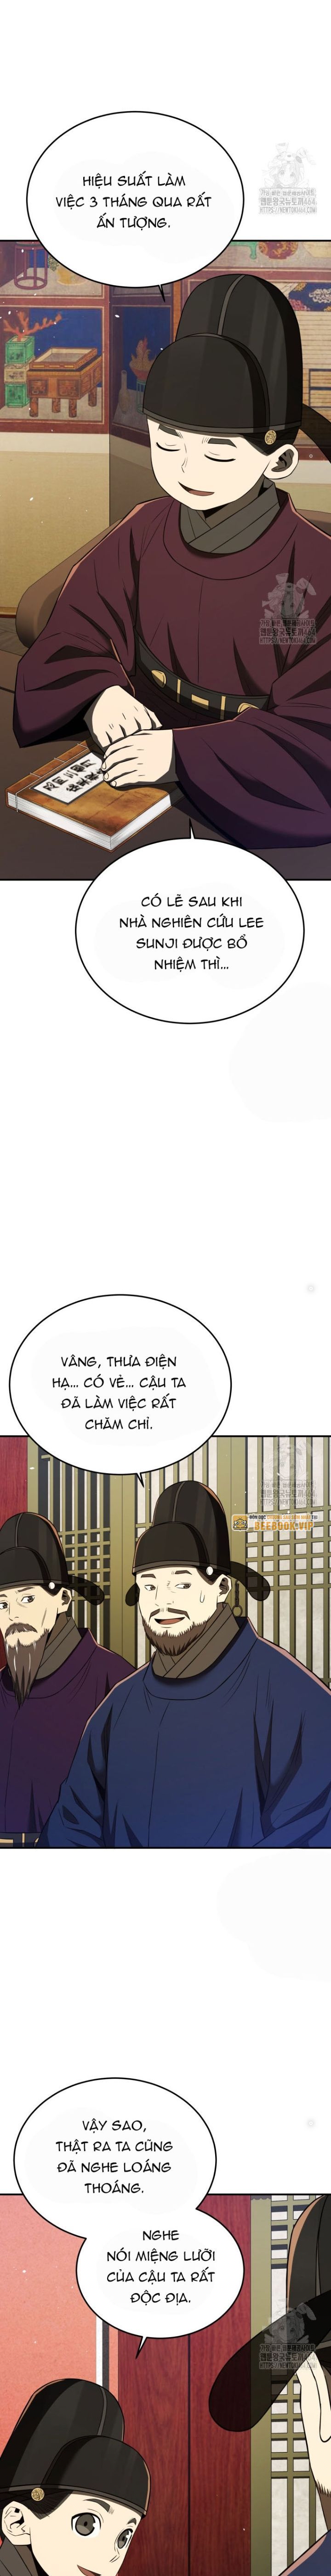 HIỆU SUẤT LÀM
VIỆC 3 THÁNG QUA RẤT
ẤN TƯỢNG.
CÓ LẼ SAU KHI
NHÀ NGHIÊN CỨU LEE
SUNJI ĐƯỢC BỔ
NHIỆM THÌ...
VÂNG, THƯA ĐIỆN
HẠ... CÓ VẺ... CẬU TA
ĐÃ LÀM VIỆC RẤT
CHĂM CHỈ.
BEEBOOK.VIP
VẬY SAO,
THẬT RA TA CŨNG
ĐÃ NGHE LOÁNG
THOÁNG.
NGHE
NÓI MIỆNG LƯỠI
CỦA CẬU TA RẤT
ĐỘC ĐỊA.